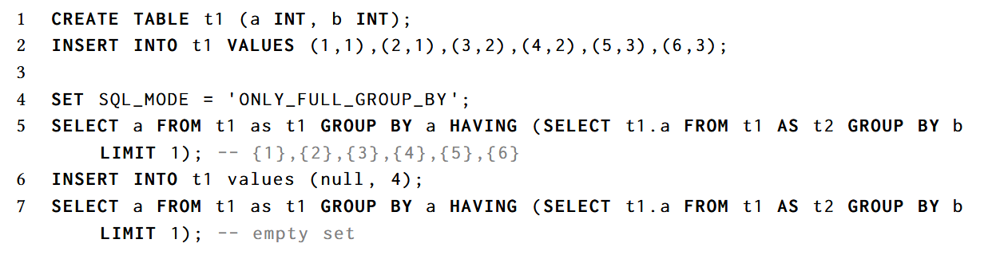 1 CREATE TABLE t1 (a INT, b INT);
2 INSERT INTO t1 VALUES (1,1),(2,1),(3,2),(4,2),(5,3),(6,3);
3
4 SET SQL_MODE = 'ONLY_FULL_GROUP_BY';
5 SELECT a FROM t1 as t1 GROUP BY a HAVING (SELECT t1.a FROM t1 AS t2 GROUP BY b
LIMIT 1); -- {1},{2},{3},{4},{5},{6}
6 INSERT INTO t1 values (null, 4);
7 SELECT a FROM t1 as t1 GROUP BY a HAVING (SELECT t1.a FROM t1 AS t2 GROUP BY b
LIMIT 1); -- empty set